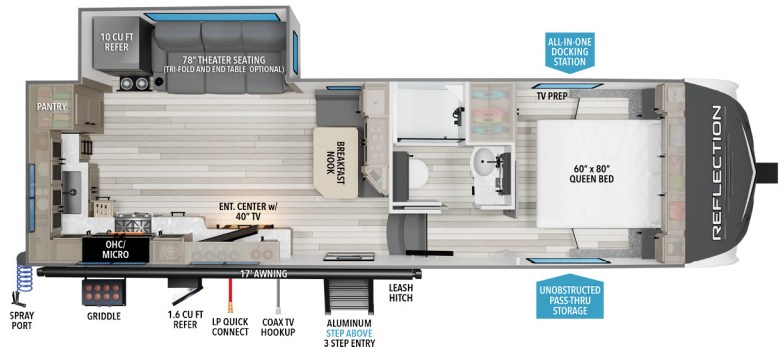 10 CU FT
REFER
78" THEATER SEATING
(TRI-FOLD AND END TABLE OPTIONAL)
ALL-IN-ONE
DOCKING
STATION
PANTRY
TV PREP
BREAKFAST
NOOK
60" x 80"
QUEEN BED
REFLECTION
ENT. CENTER w/
40" TV
OHC/
MICRO
17' AWNING
SPRAY
PORT
GRIDDLE
1.6 CU FT
REFER
LP QUICK
CONNECT
COAX TV
HOOKUP
ALUMINUM
STEP ABOVE
3 STEP ENTRY
LEASH
HITCH
UNOBSTRUCTED
PASS-THRU
STORAGE